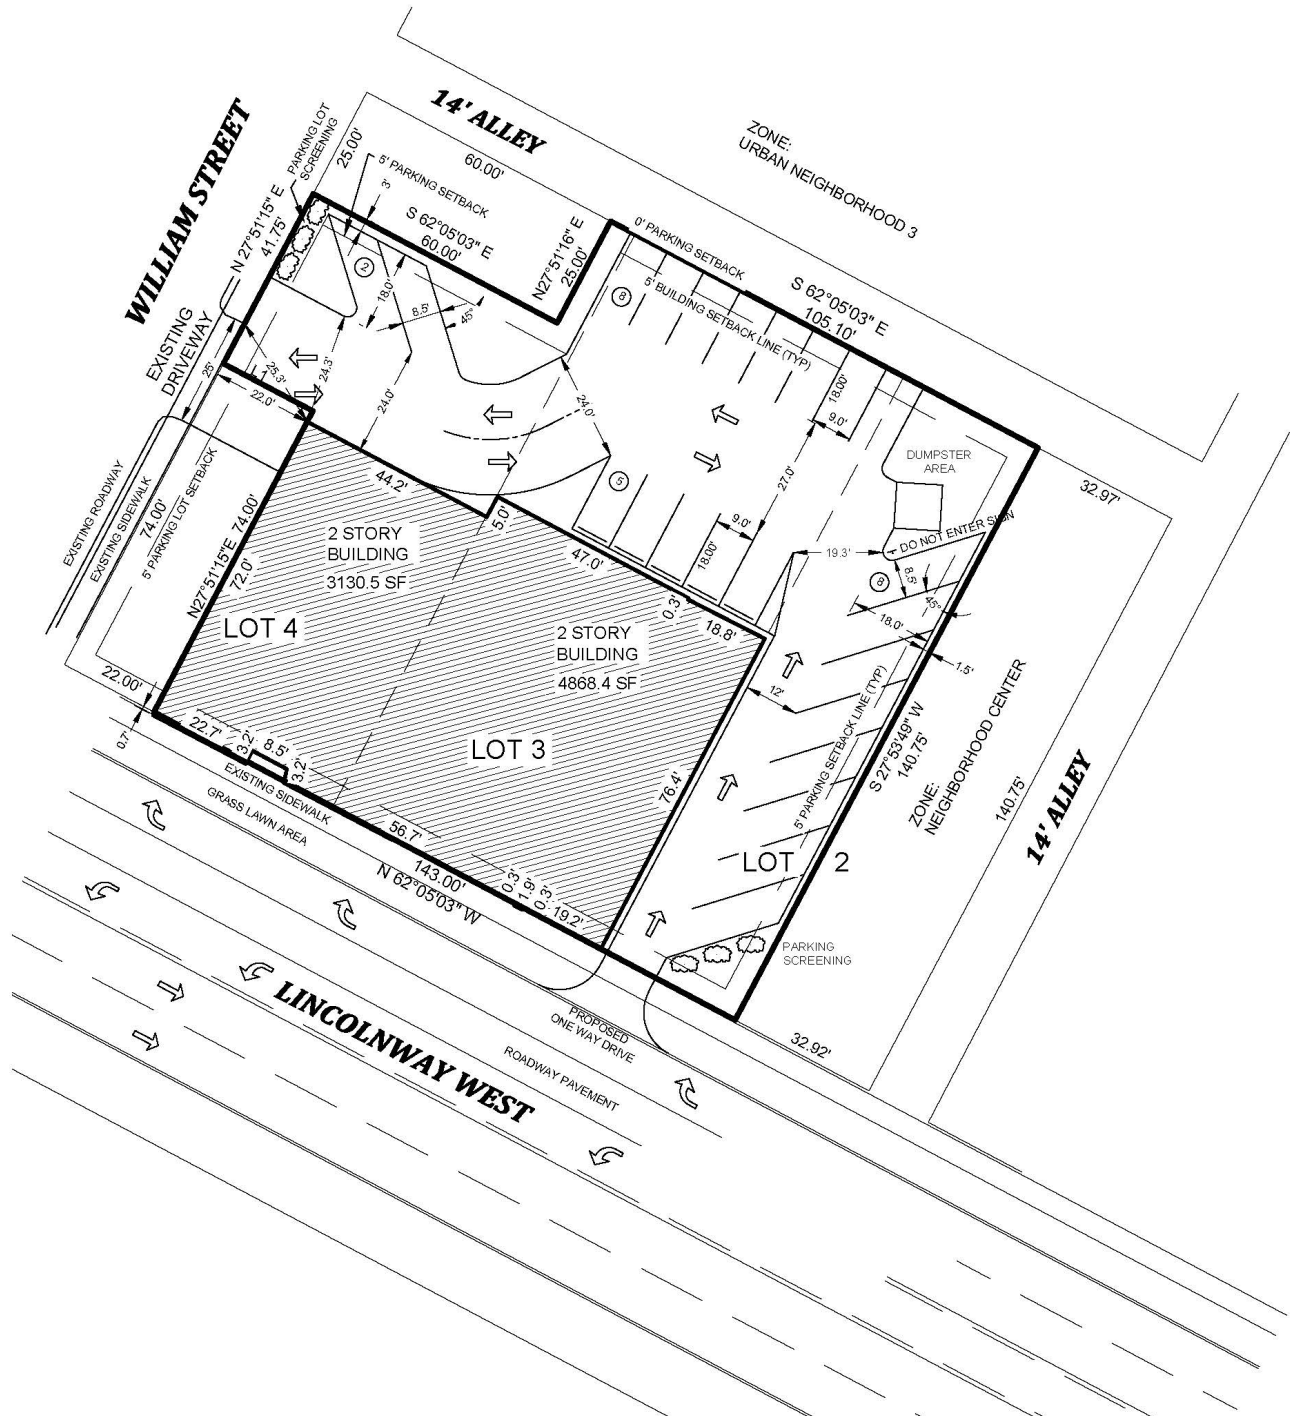 14' ALLEY
ZONE:
URBAN NEIGHBORHOOD 3
WILLIAM STREET
PARKING LOT
SCREENING
25.00'
60.00'
5' PARKING SETBACK
3'
S 62°05'03" E
60.00'
N 27°51'15" E
41.75'
N27°51'16" E
25.00'
0' PARKING SETBACK
S 62°05'03" E
105.10'
5' BUILDING SETBACK LINE (TYP)
2
8
18.0'
8.5'
45°
EXISTING
DRIVEWAY
25'
25.3'
24.3'
22.0'
24.0'
24.0'
18.00'
9.0'
27.0'
DUMPSTER
AREA
32.97'
DO NOT ENTER SIGN
EXISTING ROADWAY
EXISTING SIDEWALK
74.00'
5' PARKING LOT SETBACK
N27°51'15"E 74.00'
72.0'
44.2'
5.0'
47.0'
5
9.0'
18.00'
0.3'
18.8'
19.3'
8
8.5'
45°
18.0'
1.5'
12'
2 STORY
BUILDING
3130.5 SF
LOT 4
2 STORY
BUILDING
4868.4 SF
LOT 3
22.00'
0.7'
22.7'
3.2'
8.5'
3.2'
EXISTING SIDEWALK
GRASS LAWN AREA
56.7'
143.00'
N 62°05'03" W
0.3'
1.9'
0.3'
19.2'
76.4'
5' PARKING SETBACK LINE (TYP)
S 27°53'49" W
140.75'
ZONE:
NEIGHBORHOOD CENTER
140.75'
14' ALLEY
LOT 2
PARKING
SCREENING
PROPOSED
ONE WAY DRIVE
32.92'
ROADWAY PAVEMENT
LINCOLNWAY WEST